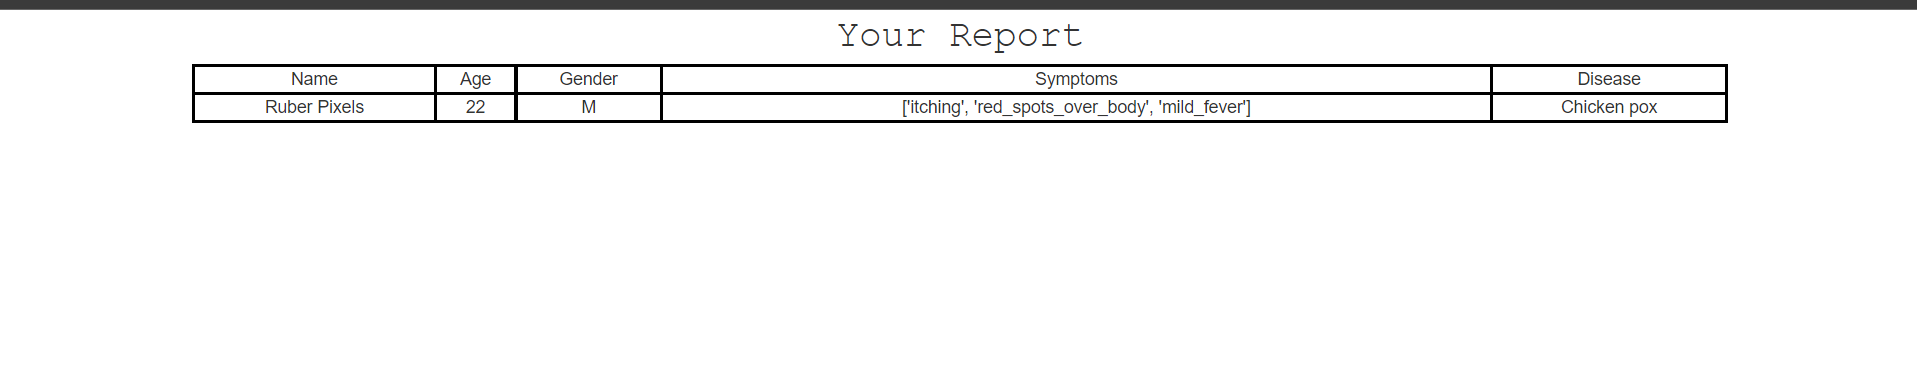 Your Report
Name Age Gender Symptoms Disease
Ruber Pixels 22 M ['itching', 'red_spots_over_body', 'mild_fever'] Chicken pox